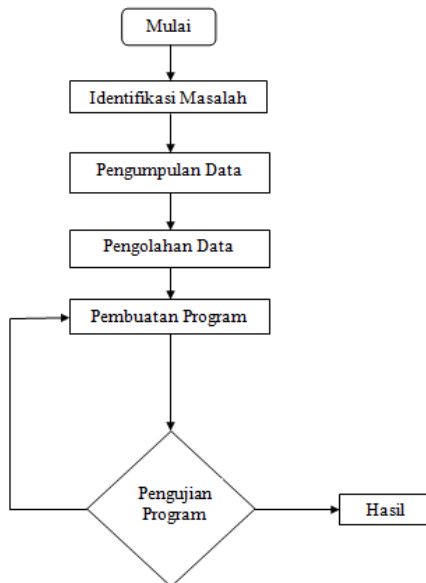 Mulai
Identifikasi Masalah
Pengumpulan Data
Pengolahan Data
Pembuatan Program
Pengujian
Program
Hasil